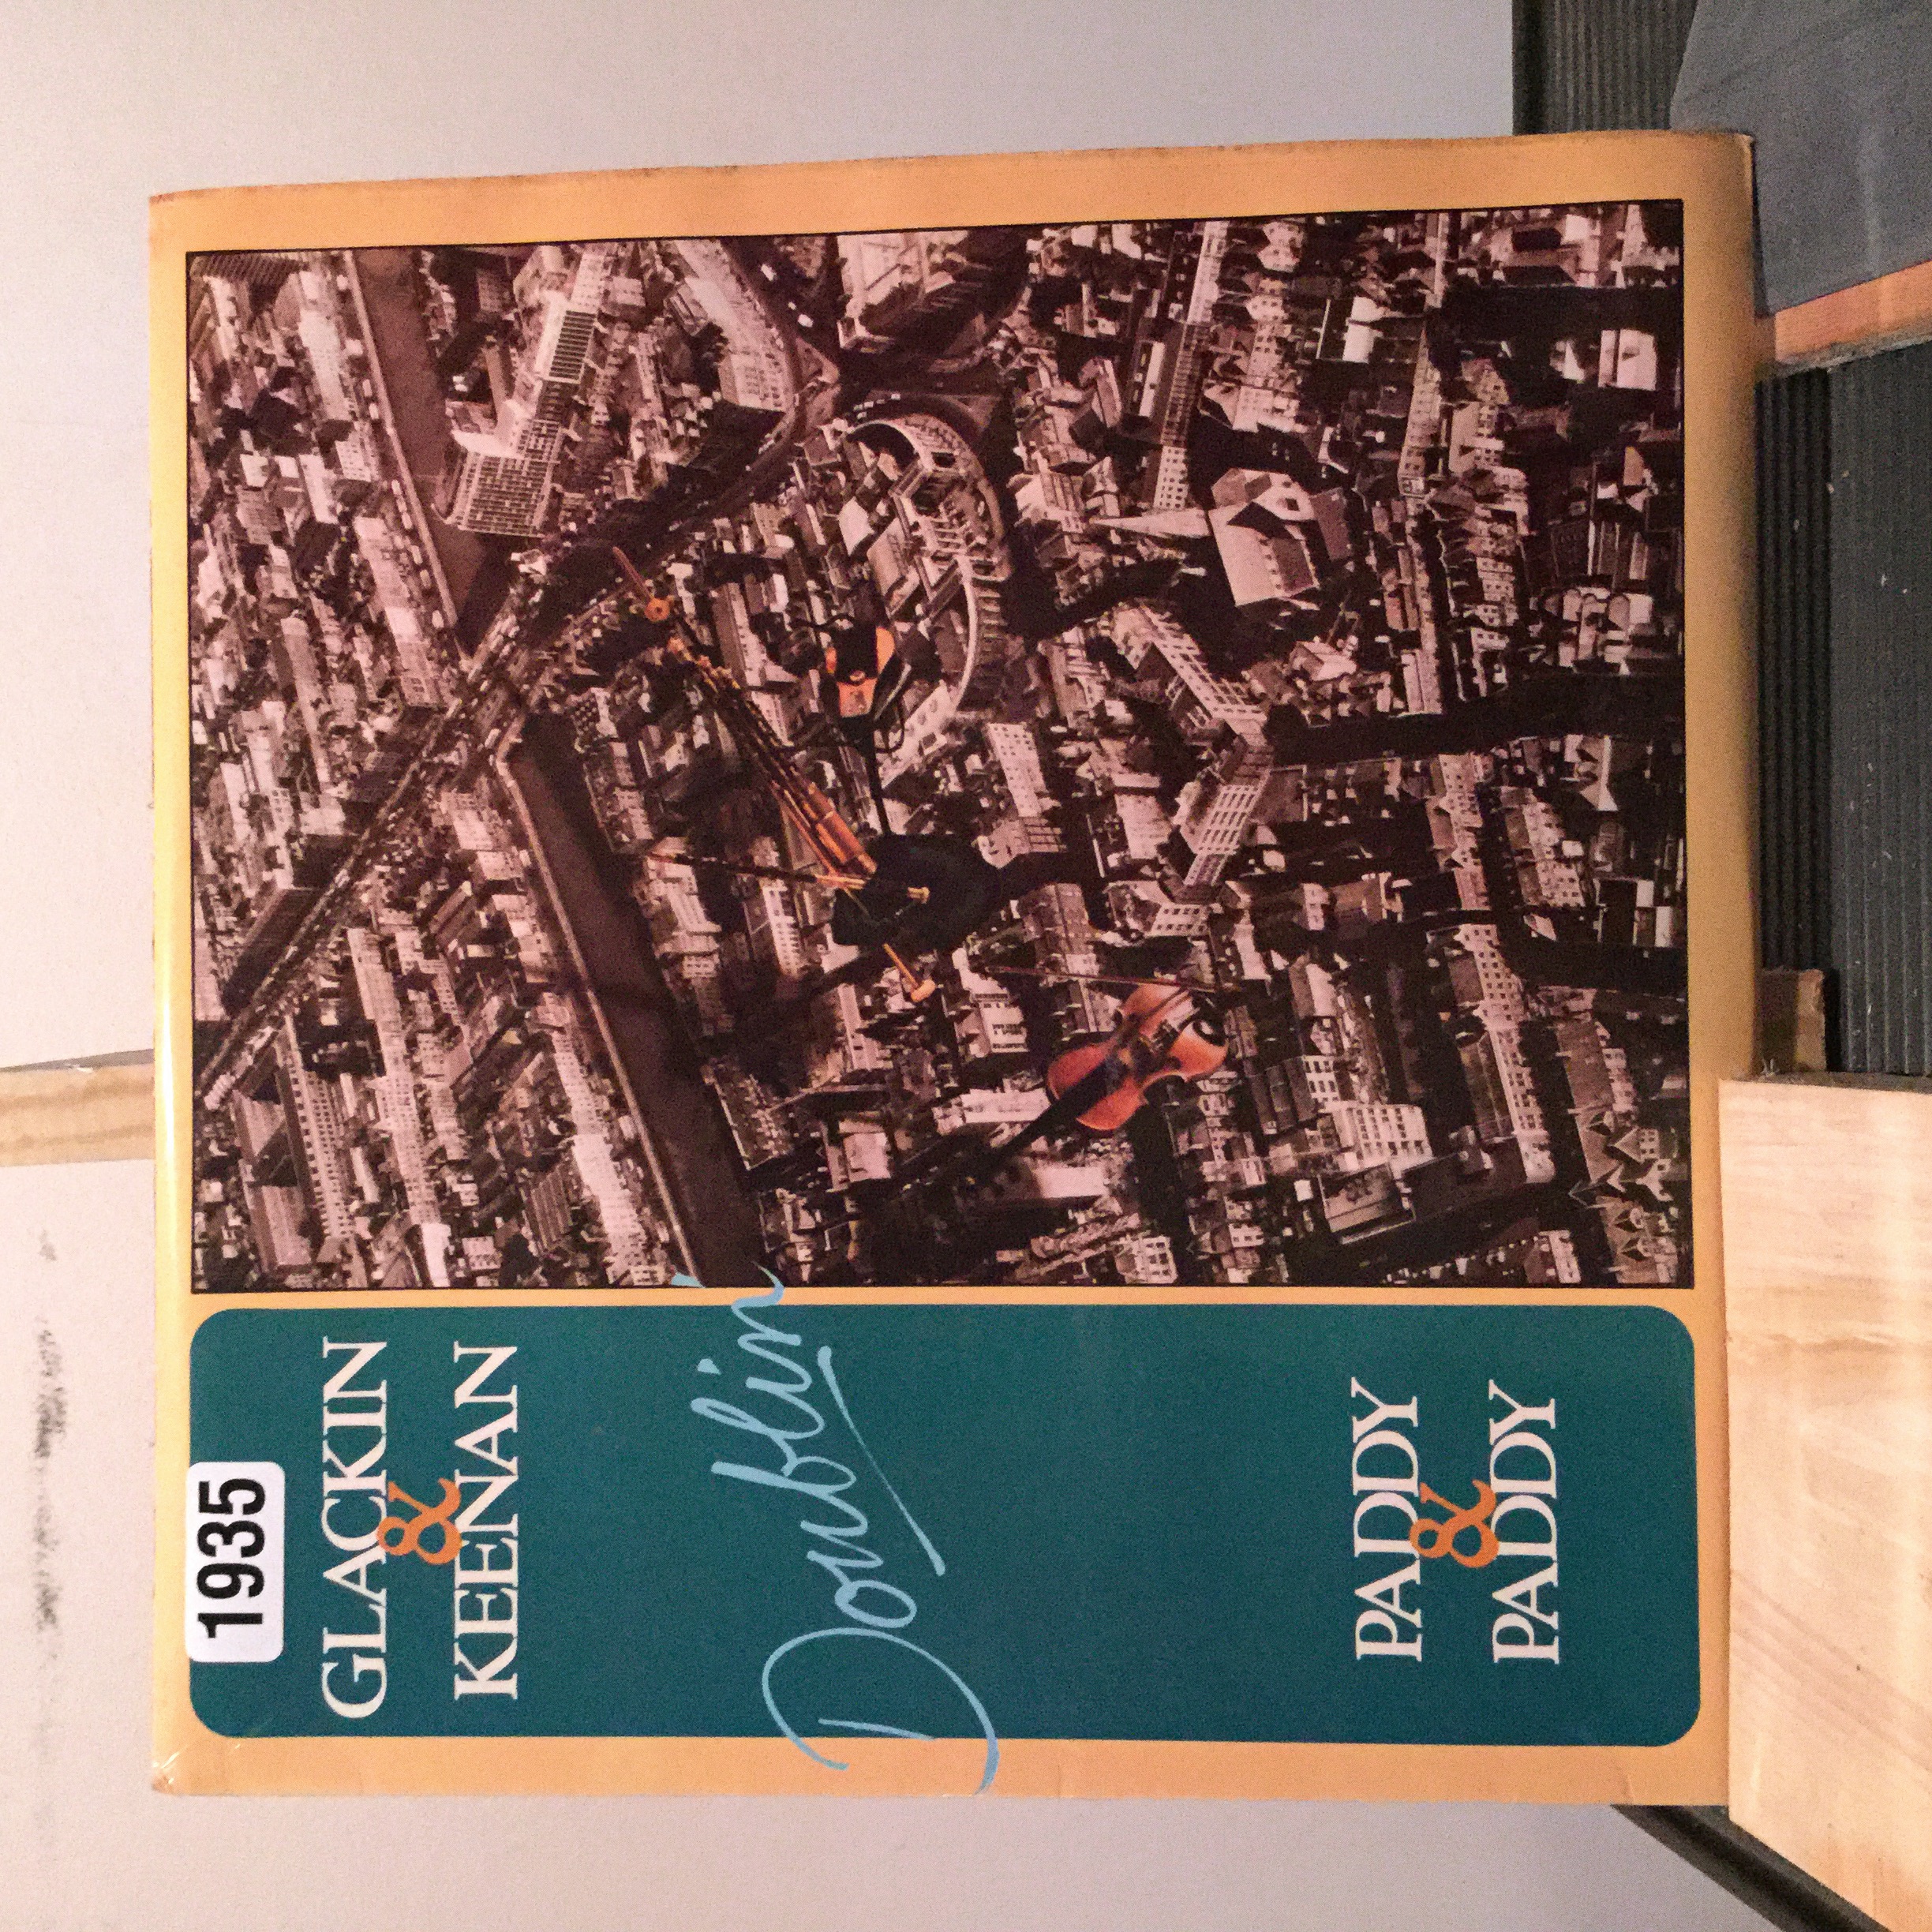 1935
GLACKIN
&
KEENAN
Doublin'
PADDY
&
PADDY